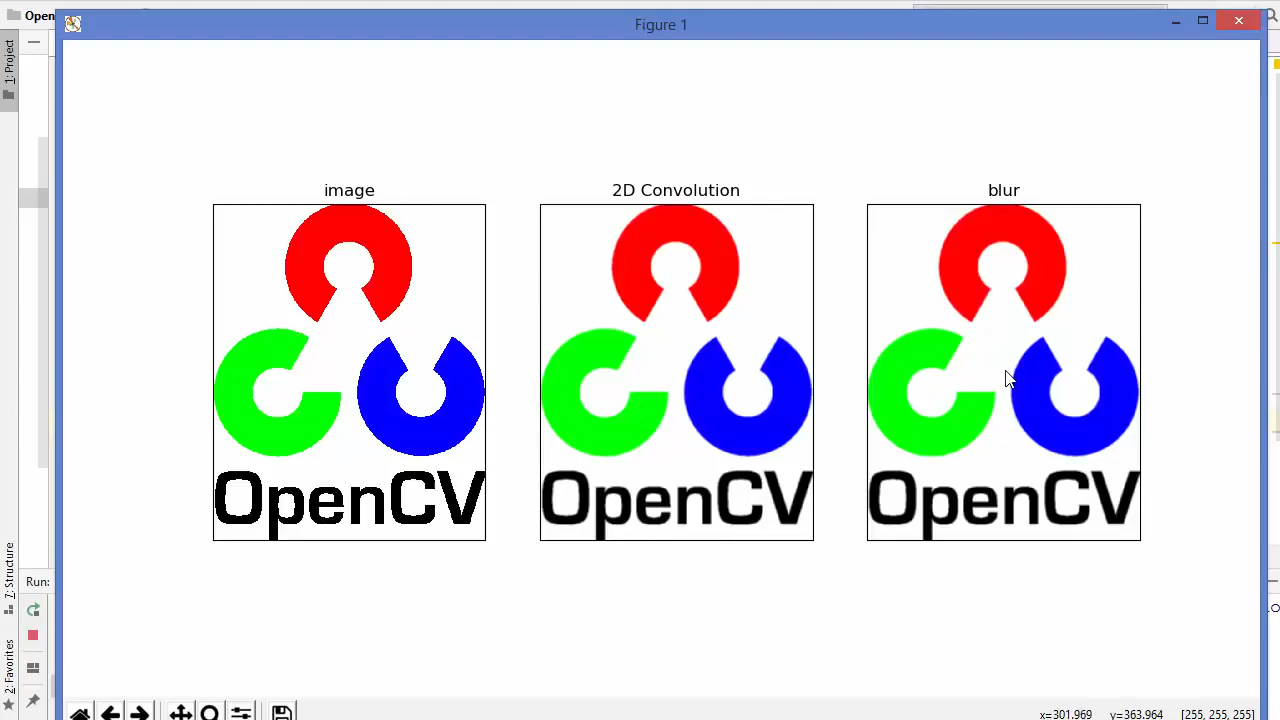 Open
Figure 1
1: Project
image
2D Convolution
blur
OpenCV
OpenCV
OpenCV
7: Structure
Run:
2: Favorites
x=301.969 y=363.964 [255, 255, 255]